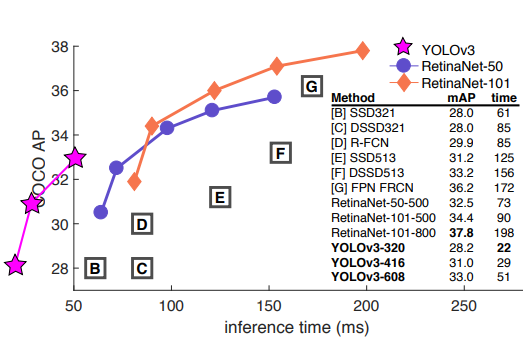 38
36
34
32
30
28
50
100
150
200
250
COCO AP
inference time (ms)
B
C
D
E
F
G
YOLOv3
RetinaNet-50
RetinaNet-101
Method mAP time
[B] SSD321 28.0 61
[C] DSSD321 28.0 85
[D] R-FCN 29.9 85
[E] SSD513 31.2 125
[F] DSSD513 33.2 156
[G] FPN FRCN 36.2 172
RetinaNet-50-500 32.5 73
RetinaNet-101-500 34.4 90
RetinaNet-101-800 37.8 198
YOLOv3-320 28.2 22
YOLOv3-416 31.0 29
YOLOv3-608 33.0 51